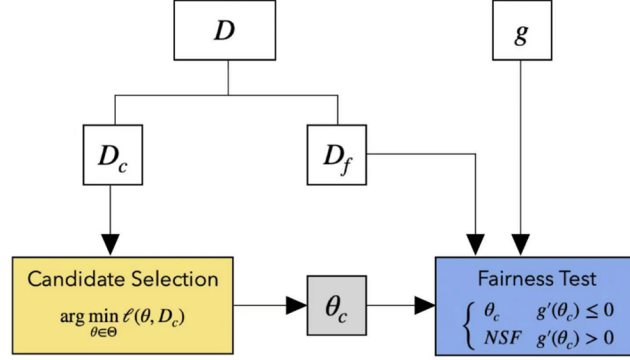 D
g
D_c
D_f
Candidate Selection
arg min ℓ(θ, D_c)
θ∈Θ
θ_c
Fairness Test
{ θ_c g′(θ_c) ≤ 0
NSF g′(θ_c) > 0